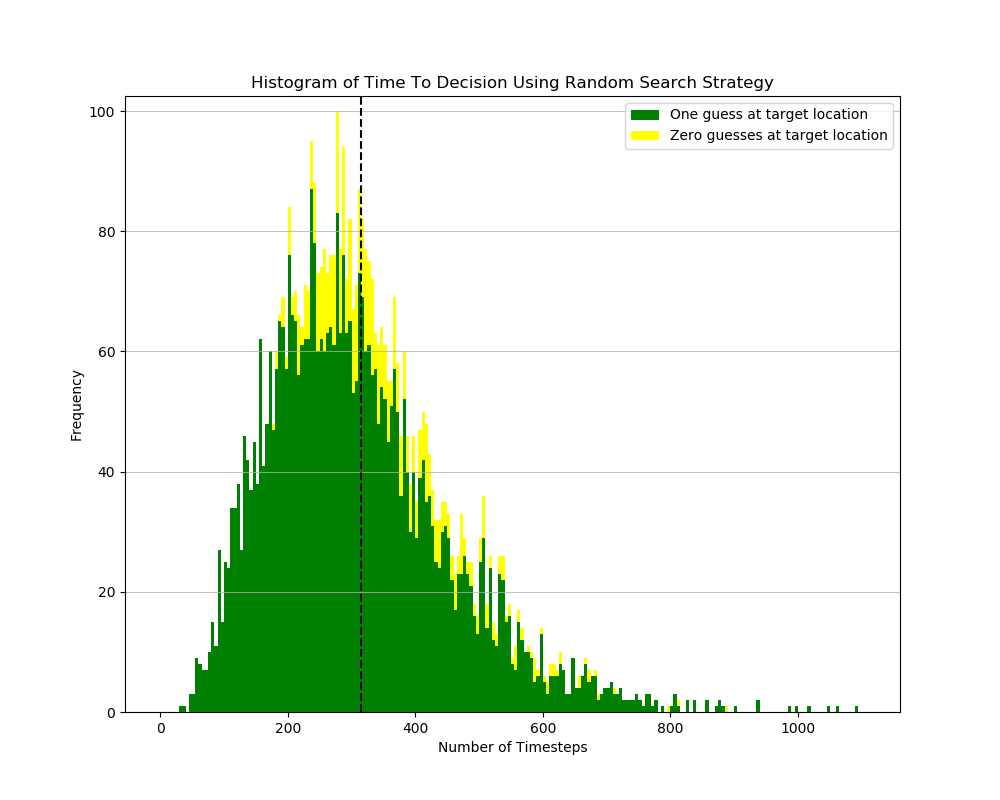 Histogram of Time To Decision Using Random Search Strategy
One guess at target location
Zero guesses at target location
Frequency
100
80
60
40
20
0
0 200 400 600 800 1000
Number of Timesteps